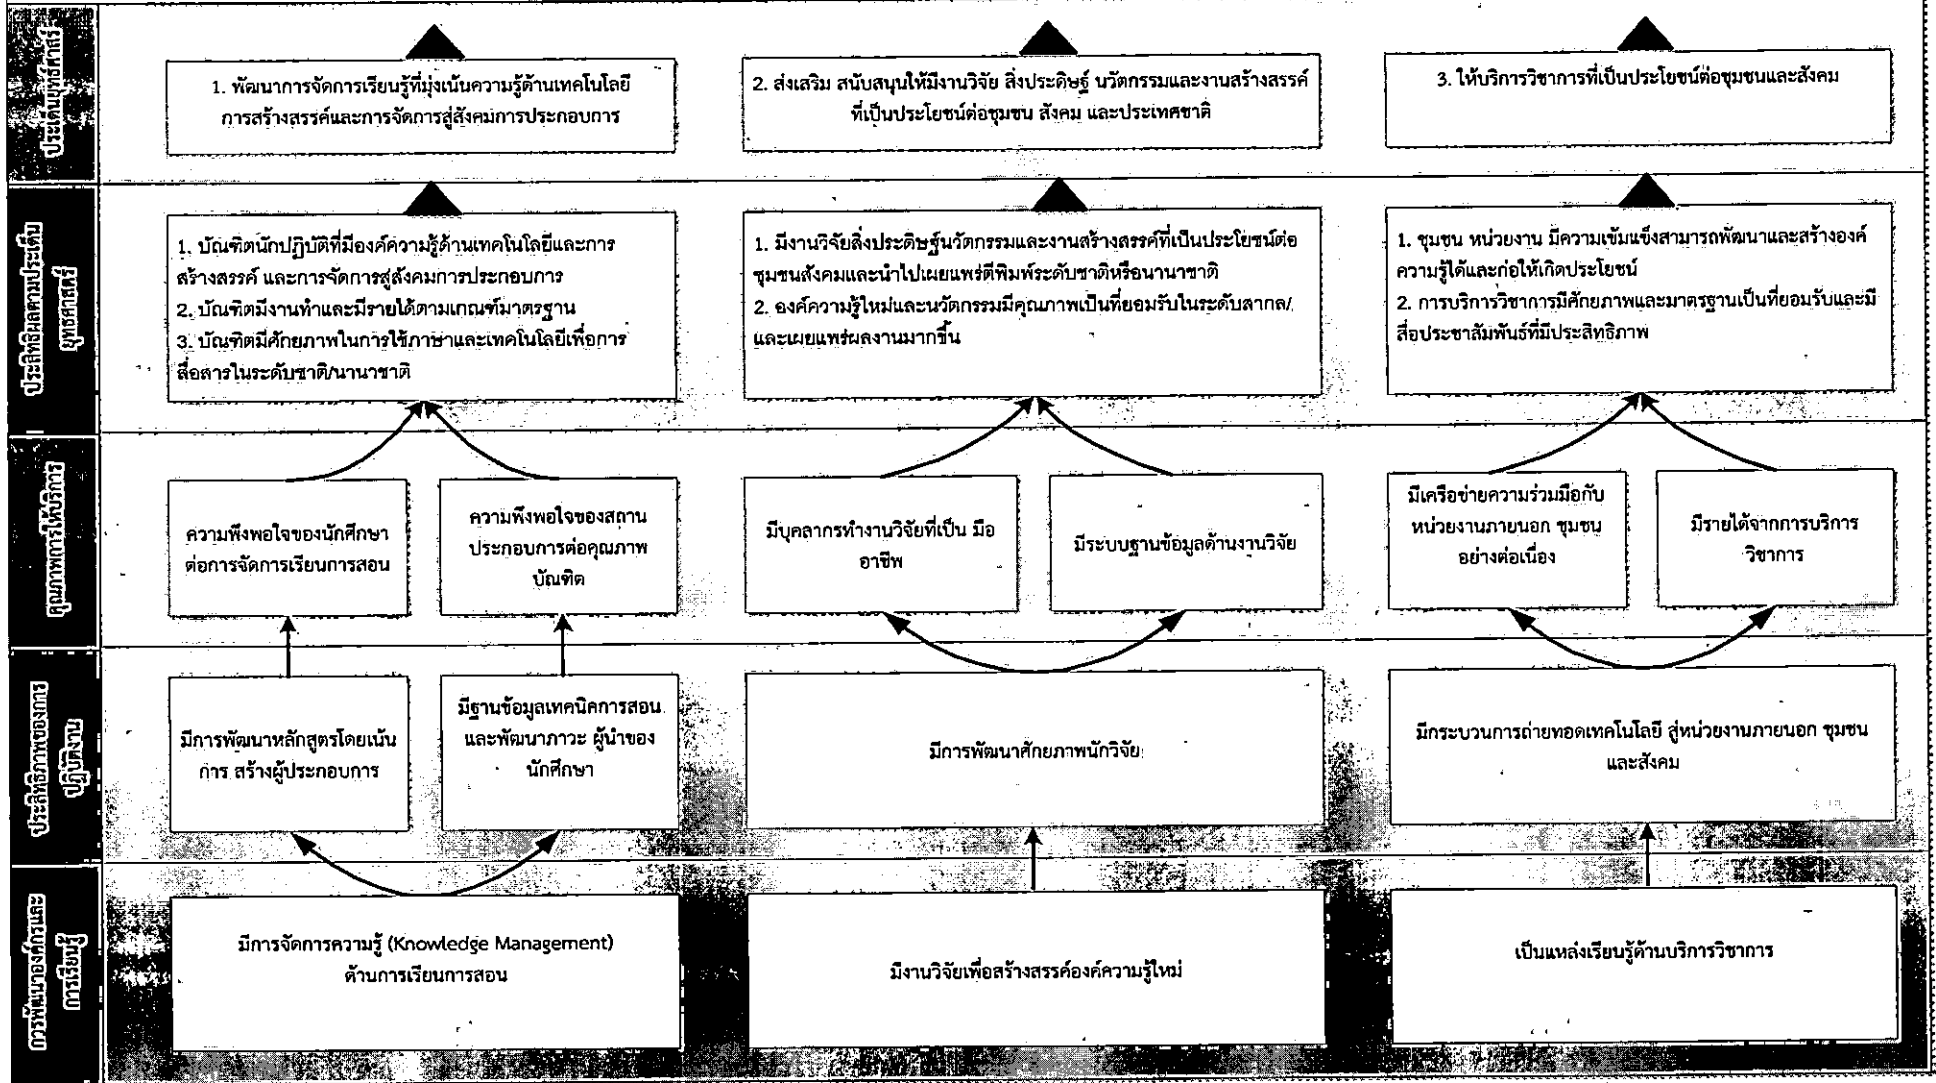 ประเด็นยุทธ์ศาสร์
1. พัฒนาการจัดการเรียนรู้ที่มุ่งเน้นความรู้ด้านเทคโนโลยี
การสร้างสรรค์และการจัดการสู่สังคมการประกอบการ
2. ส่งเสริม สนับสนุนให้มีงานวิจัย สิ่งประดิษฐ์ นวัตกรรมและงานสร้างสรรค์
ที่เป็นประโยชน์ต่อชุมชน สังคม และประเทศชาติ
3. ให้บริการวิชาการที่เป็นประโยชน์ต่อชุมชนและสังคม
ประสิทธิผลตามประเด็น
ยุทธศาสตร์
1. บัณฑิตนักปฏิบัติที่มีองค์ความรู้ด้านเทคโนโลยีและการ
สร้างสรรค์ และการจัดการสู่สังคมการประกอบการ
2. บัณฑิตมีงานทำและมีรายได้ตามเกณฑ์มาตรฐาน
3. บัณฑิตมีศักยภาพในการใช้ภาษาและเทคโนโลยีเพื่อการ
สื่อสารในระดับชาติ/นานาชาติ
1. มีงานวิจัยสิ่งประดิษฐ์นวัตกรรมและงานสร้างสรรค์ที่เป็นประโยชน์ต่อ
ชุมชนสังคมและนำไปเผยแพร่ตีพิมพ์ระดับชาติหรือนานาชาติ
2. องค์ความรู้ใหม่และนวัตกรรมมีคุณภาพเป็นที่ยอมรับในระดับสากล/
และเผยแพร่ผลงานมากขึ้น
1. ชุมชน หน่วยงาน มีความเข้มแข็งสามารถพัฒนาและสร้างองค์
ความรู้ได้และก่อให้เกิดประโยชน์
2. การบริการวิชาการมีศักยภาพและมาตรฐานเป็นที่ยอมรับและมี
สื่อประชาสัมพันธ์ที่มีประสิทธิภาพ
คุณภาพการให้บริการ
ความพึงพอใจของนักศึกษา
ต่อการจัดการเรียนการสอน
ความพึงพอใจของสถาน
ประกอบการต่อคุณภาพ
บัณฑิต
มีบุคลากรทำงานวิจัยที่เป็น มือ
อาชีพ
มีระบบฐานข้อมูลด้านงานวิจัย
มีเครือข่ายความร่วมมือกับ
หน่วยงานภายนอก ชุมชน
อย่างต่อเนื่อง
มีรายได้จากการบริการ
วิชาการ
ประสิทธิภาพของการ
ปฏิบัติงาน
มีการพัฒนาหลักสูตรโดยเน้น
การ สร้างผู้ประกอบการ
มีฐานข้อมูลเทคนิคการสอน
และพัฒนาภาวะ ผู้นำของ
นักศึกษา
มีการพัฒนาศักยภาพนักวิจัย
มีกระบวนการถ่ายทอดเทคโนโลยี สู่หน่วยงานภายนอก ชุมชน
และสังคม
การพัฒนาองค์กรและ
การเรียนรู้
มีการจัดการความรู้ (Knowledge Management)
ด้านการเรียนการสอน
มีงานวิจัยเพื่อสร้างสรรค์องค์ความรู้ใหม่
เป็นแหล่งเรียนรู้ด้านบริการวิชาการ